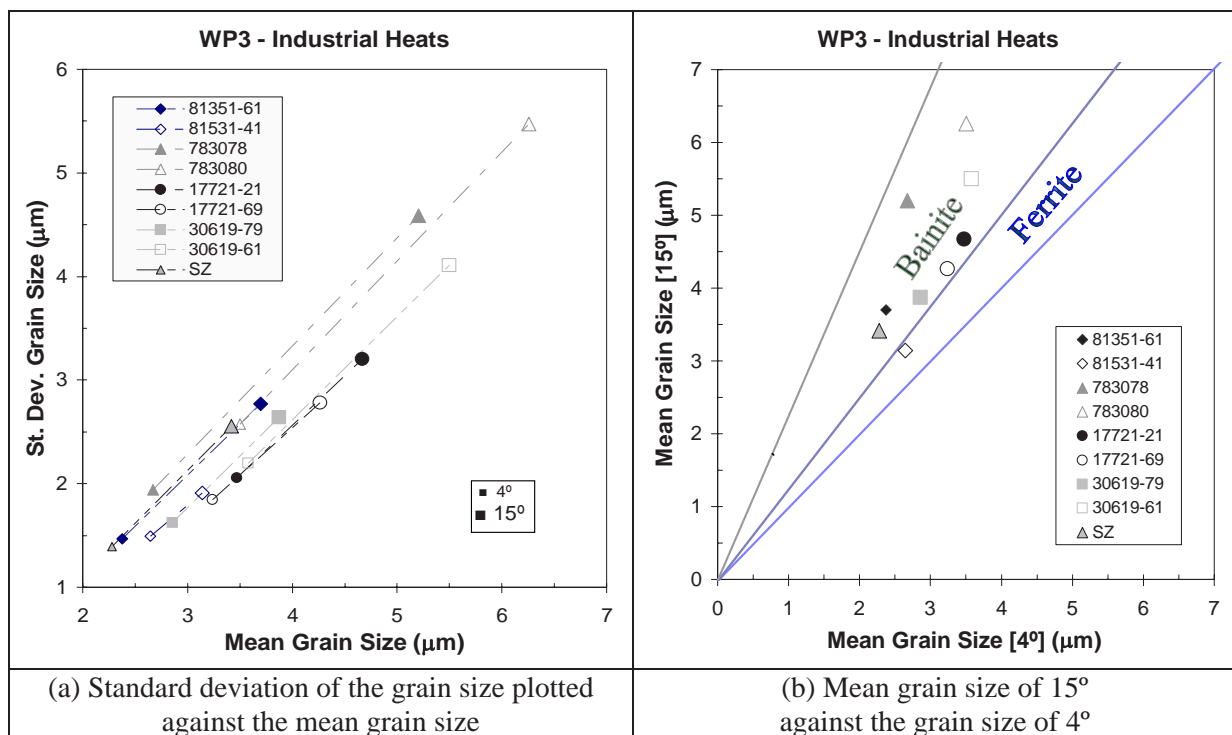 WP3 - Industrial Heats
6
5
4
3
2
1
St. Dev. Grain Size (μm)
81351-61
81531-41
783078
783080
17721-21
17721-69
30619-79
30619-61
SZ
4º
15º
2 3 4 5 6 7
Mean Grain Size (μm)
(a) Standard deviation of the grain size plotted
against the mean grain size
WP3 - Industrial Heats
7
6
5
4
3
2
1
0
Mean Grain Size [15º] (μm)
Bainite
Ferrite
81351-61
81531-41
783078
783080
17721-21
17721-69
30619-79
30619-61
SZ
0 1 2 3 4 5 6 7
Mean Grain Size [4º] (μm)
(b) Mean grain size of 15º
against the grain size of 4º